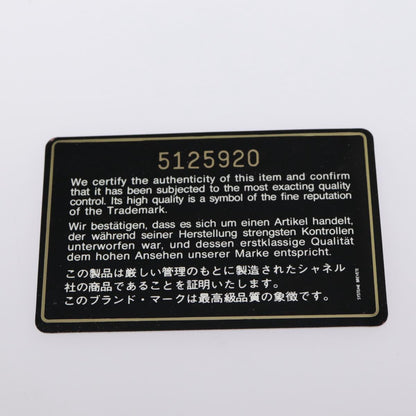 5125920
We certify the authenticity of this item and confirm
that it has been subjected to the most exacting quality
control. Its high quality is a symbol of the fine reputation
of the Trademark.
Wir bestätigen, dass es sich um einen Artikel handelt,
der während seiner Herstellung strengsten Kontrollen
unterworfen war, und dessen erstklassige Qualität
dem hohen Ansehen unserer Marke entspricht.
この製品は厳しい管理のもとに製造されたシャネル
社の商品であることを証明いたします。
このブランド・マークは最高級品質の象徴です。